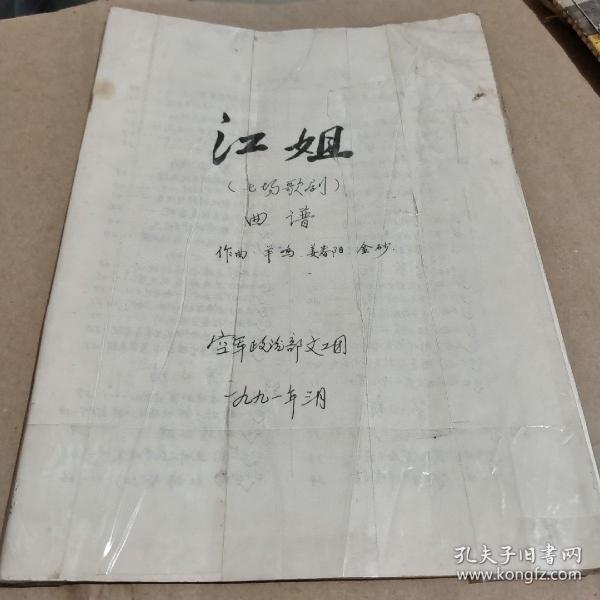 江姐
(七场歌剧)
曲谱
作曲 羊鸣 姜春阳 金砂
空军政治部文工团
一九九一年三月
孔夫子旧书网
www.kongfz.com